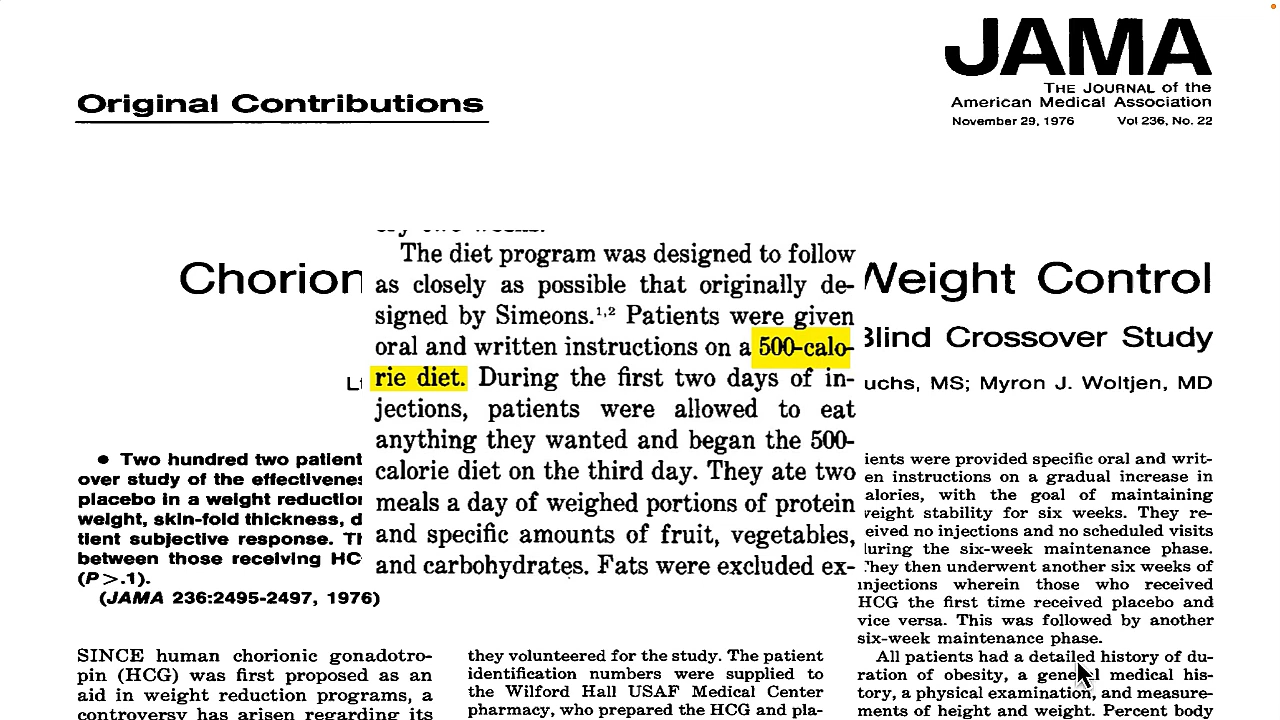 JAMA
THE JOURNAL of the
American Medical Association
November 29, 1976 Vol 236, No. 22
Original Contributions
Weight Control
Blind Crossover Study
MS; Myron J. Woltjen, MD
The diet program was designed to follow
as closely as possible that originally de-
signed by Simeons.¹,² Patients were given
oral and written instructions on a 500-calo-
rie diet. During the first two days of in-
jections, patients were allowed to eat
anything they wanted and began the 500-
calorie diet on the third day. They ate two
meals a day of weighed portions of protein
and specific amounts of fruit, vegetables,
and carbohydrates. Fats were excluded ex-
• Two hundred two patient
over study of the
placebo in a weight
weight, skin-fold thickness,
tient subjective response.
between those receiving
(P>.1).
(JAMA 236:2495-2497, 1976)
SINCE human chorionic gonadotro-
pin (HCG) was first proposed as an
aid in weight reduction programs, a
controversy has arisen regarding its
they volunteered for the study. The patient
identification numbers were supplied to
the Wilford Hall USAF Medical Center
pharmacy, who prepared the HCG and pla-
were provided specific oral and writ-
en instructions on a gradual increase in
alories, with the goal of maintaining
weight stability for six weeks. They re-
eived no injections and no scheduled visits
during the six-week maintenance phase.
They then underwent another six weeks of
injections wherein those who received
HCG the first time received placebo and
vice versa. This was followed by another
six-week maintenance phase.
All patients had a detailed history of du-
ration of obesity, a general medical his-
tory, a physical examination, and measure-
ments of height and weight. Percent body